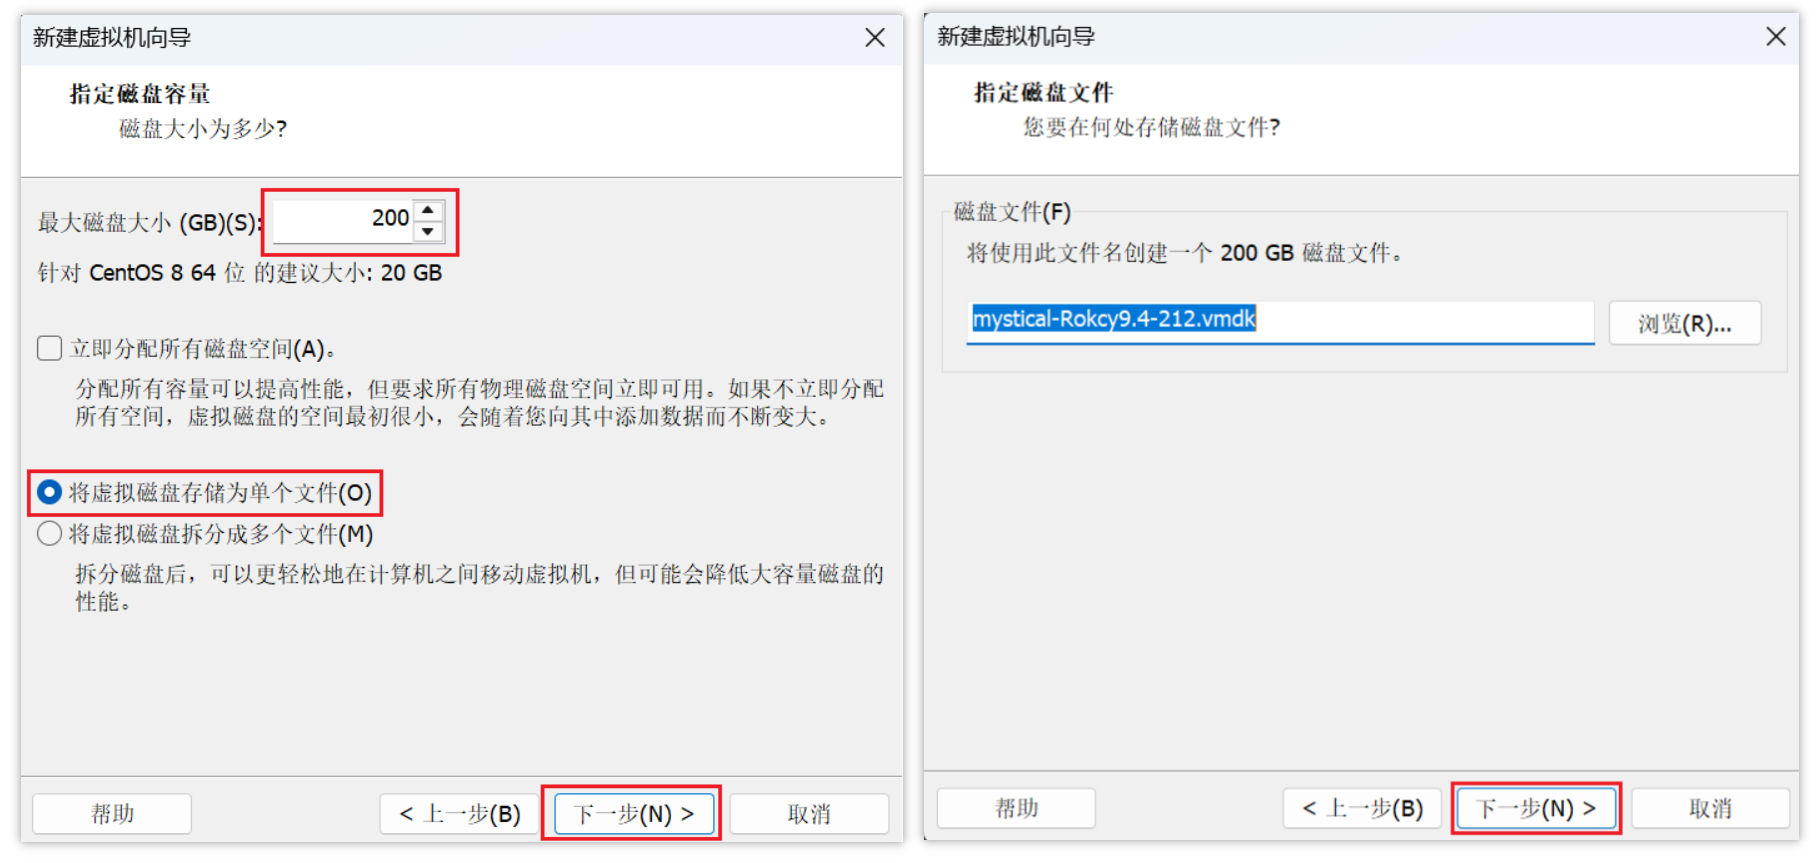 新建虚拟机向导
指定磁盘容量
磁盘大小为多少?
最大磁盘大小 (GB)(S):
200
针对 CentOS 8 64 位 的建议大小: 20 GB
立即分配所有磁盘空间(A)。
分配所有容量可以提高性能，但要求所有物理磁盘空间立即可用。如果不立即分配
所有空间，虚拟磁盘的空间最初很小，会随着您向其中添加数据而不断变大。
将虚拟磁盘存储为单个文件(O)
将虚拟磁盘拆分成多个文件(M)
拆分磁盘后，可以更轻松地在计算机之间移动虚拟机，但可能会降低大容量磁盘的
性能。
帮助
< 上一步(B)
下一步(N) >
取消
新建虚拟机向导
指定磁盘文件
您要在何处存储磁盘文件?
磁盘文件(F)
将使用此文件名创建一个 200 GB 磁盘文件。
mystical-Rokcy9.4-212.vmdk
浏览(R)...
帮助
< 上一步(B)
下一步(N) >
取消